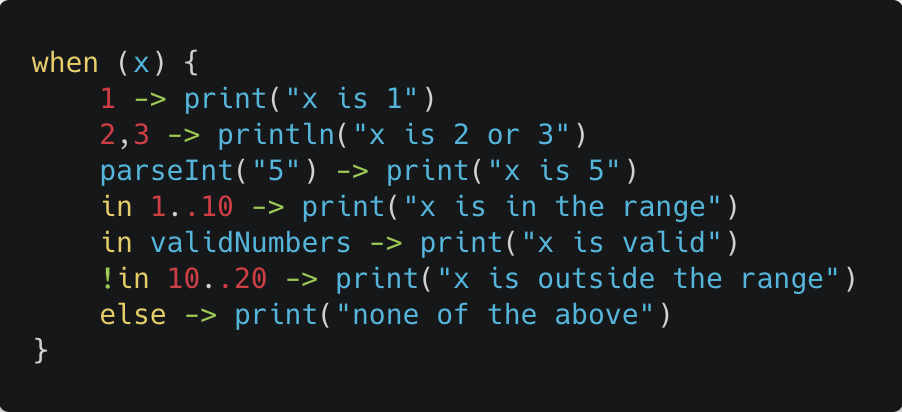 when (x) {
    1 -> print("x is 1")
    2,3 -> println("x is 2 or 3")
    parseInt("5") -> print("x is 5")
    in 1..10 -> print("x is in the range")
    in validNumbers -> print("x is valid")
    !in 10..20 -> print("x is outside the range")
    else -> print("none of the above")
}